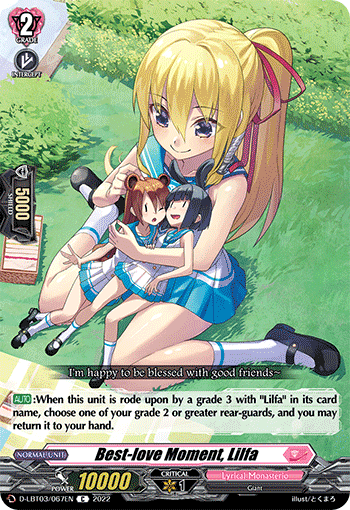 2
GRADE
INTERCEPT
5000
SHIELD
I'm happy to be blessed with good friends~
AUTO :When this unit is rode upon by a grade 3 with "Lilfa" in its card
name, choose one of your grade 2 or greater rear-guards, and you may
return it to your hand.
NORMAL UNIT
Best-love Moment, Lilfa
POWER 10000
CRITICAL
1
Lyrical Monasterio
Giant
D-LBT03/067EN C 2022
illust/とくまろ